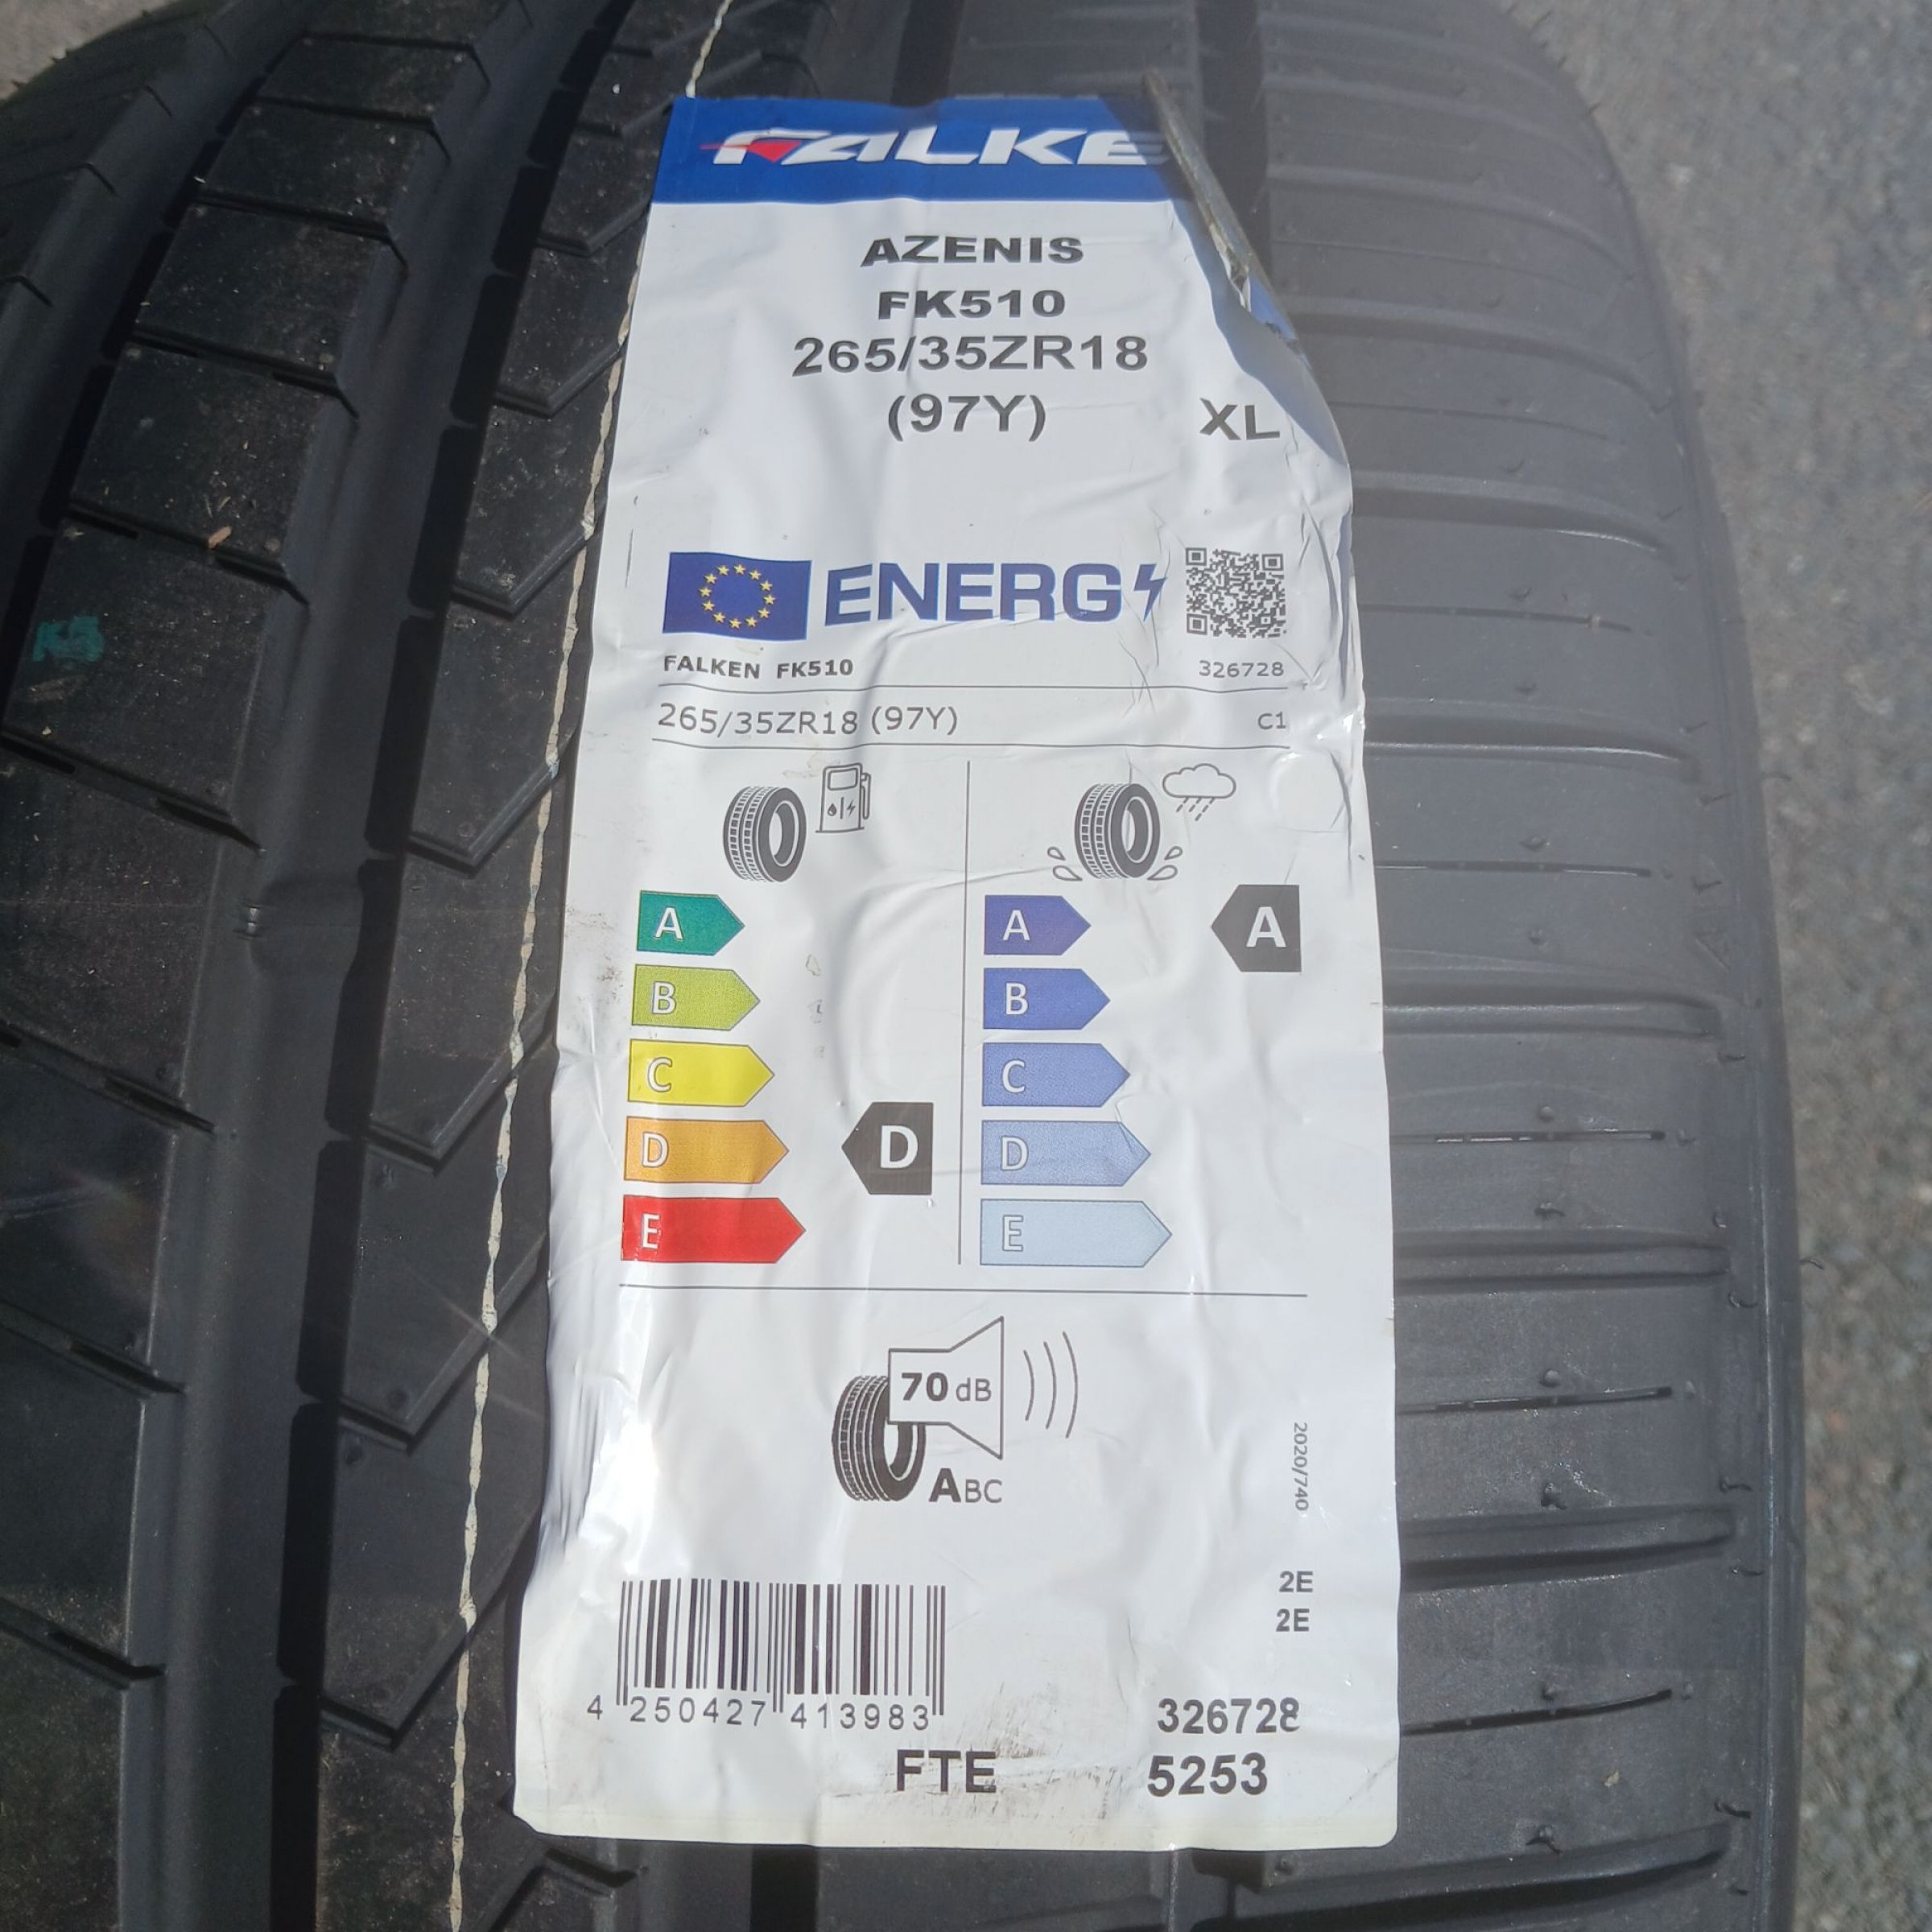 FALKE
AZENIS
FK510
265/35ZR18
(97Y) XL
ENERG
FALKEN FK510 326728
265/35ZR18 (97Y) C1
A A A
B B
C C
D D D
E E
70 dB
ABC
2020/740
2E
2E
4 250427 413983
326728
FTE 5253